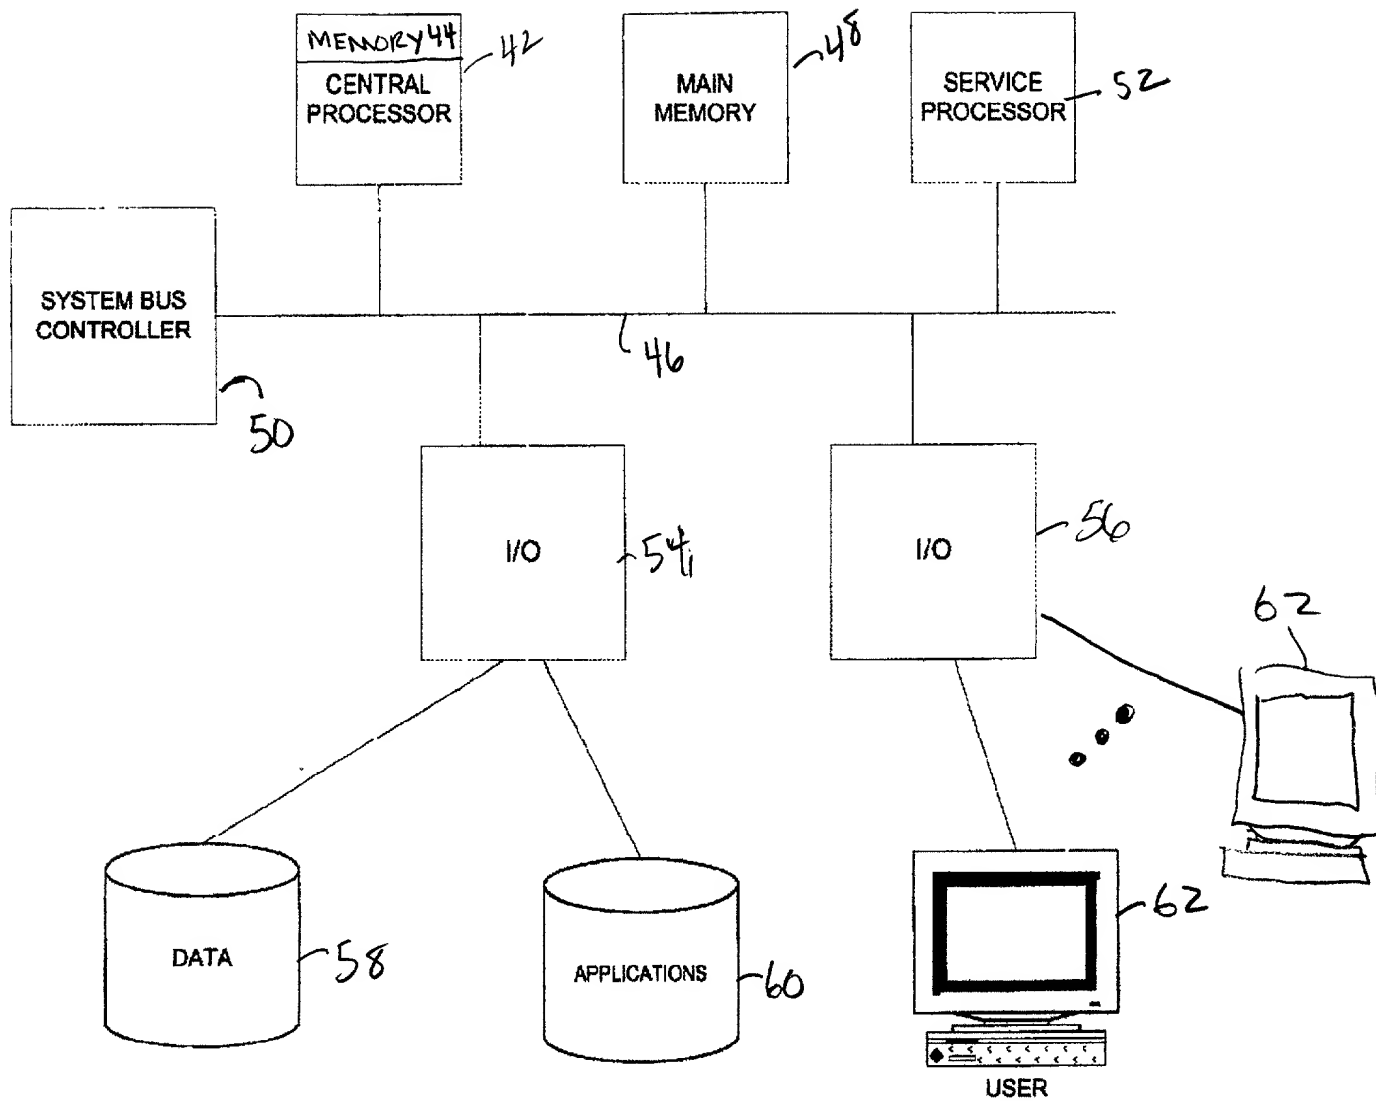 MEMORY 44
CENTRAL
PROCESSOR
42
MAIN
MEMORY
48
SERVICE
PROCESSOR
52
SYSTEM BUS
CONTROLLER
50
46
I/O
54
I/O
56
62
DATA
58
APPLICATIONS
60
62
USER